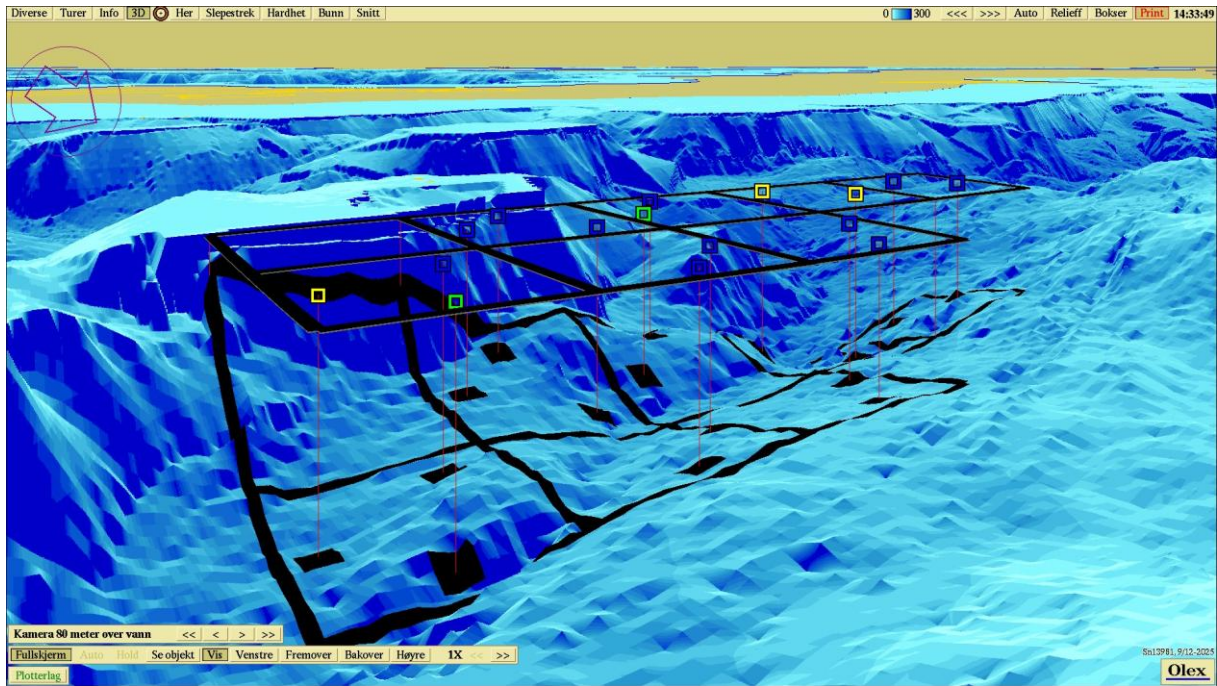 Diverse Turer Info 3D Her Slepestrek Hardhet Bunn Snitt 0 300 <<< >>> Auto Relieff Bokser Print 14:33:49
Kamera 80 meter over vann << < > >>
Fullskjerm Auto Hold Se objekt Vis Venstre Fremover Bakover Høyre 1X << >>
Sn13981, 9/12-2025
Plotterlag
Olex